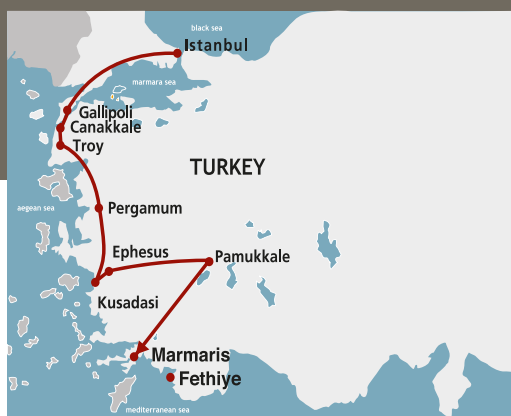 black sea
Istanbul
marmara sea
Gallipoli
Canakkale
Troy
TURKEY
aegean sea
Pergamum
Ephesus
Pamukkale
Kusadasi
Marmaris
Fethiye
mediterranean sea